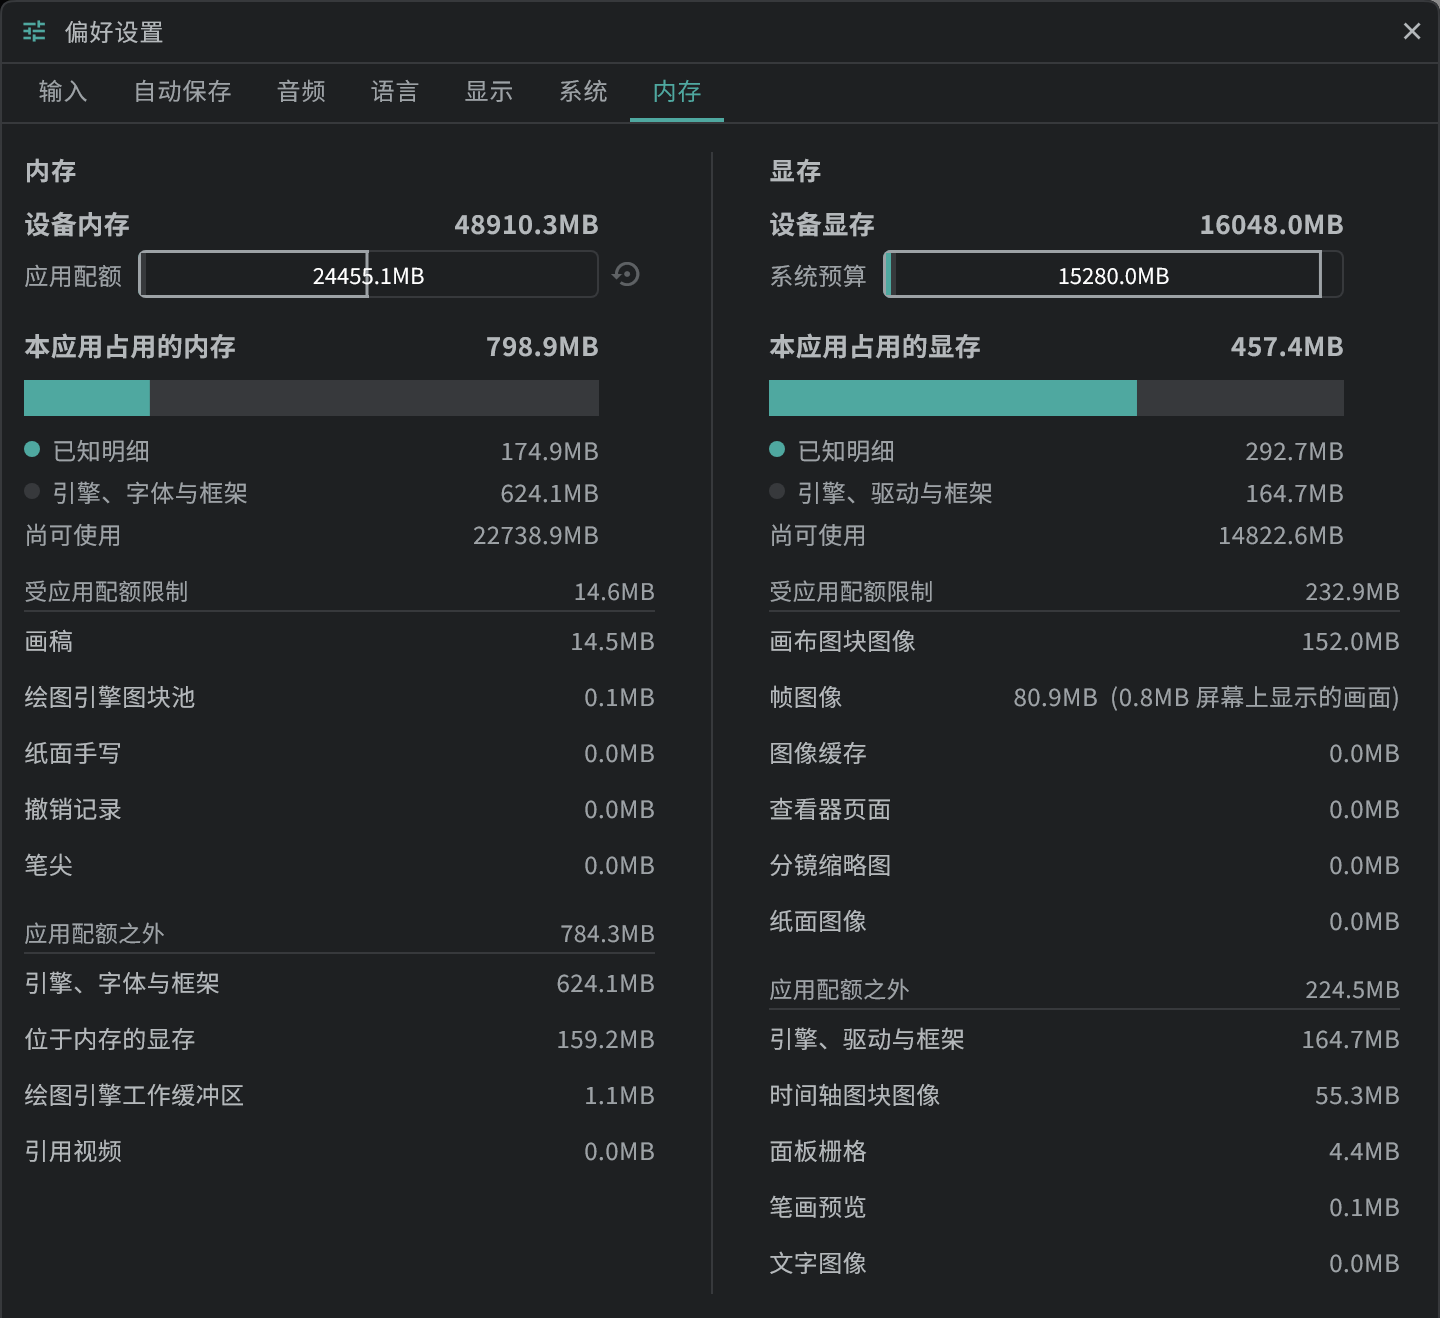 偏好设置
输入 自动保存 音频 语言 显示 系统 内存
内存
设备内存 48910.3MB
应用配额 24455.1MB
本应用占用的内存 798.9MB
已知明细 174.9MB
引擎、字体与框架 624.1MB
尚可使用 22738.9MB
受应用配额限制 14.6MB
画稿 14.5MB
绘图引擎图块池 0.1MB
纸面手写 0.0MB
撤销记录 0.0MB
笔尖 0.0MB
应用配额之外 784.3MB
引擎、字体与框架 624.1MB
位于内存的显存 159.2MB
绘图引擎工作缓冲区 1.1MB
引用视频 0.0MB
显存
设备显存 16048.0MB
系统预算 15280.0MB
本应用占用的显存 457.4MB
已知明细 292.7MB
引擎、驱动与框架 164.7MB
尚可使用 14822.6MB
受应用配额限制 232.9MB
画布图块图像 152.0MB
帧图像 80.9MB (0.8MB 屏幕上显示的画面)
图像缓存 0.0MB
查看器页面 0.0MB
分镜缩略图 0.0MB
纸面图像 0.0MB
应用配额之外 224.5MB
引擎、驱动与框架 164.7MB
时间轴图块图像 55.3MB
面板栅格 4.4MB
笔画预览 0.1MB
文字图像 0.0MB